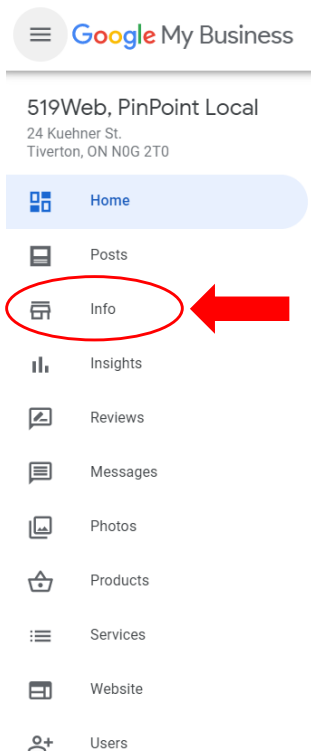 Google My Business
519Web, PinPoint Local
24 Kuehner St.
Tiverton, ON N0G 2T0
Home
Posts
Info
Insights
Reviews
Messages
Photos
Products
Services
Website
Users